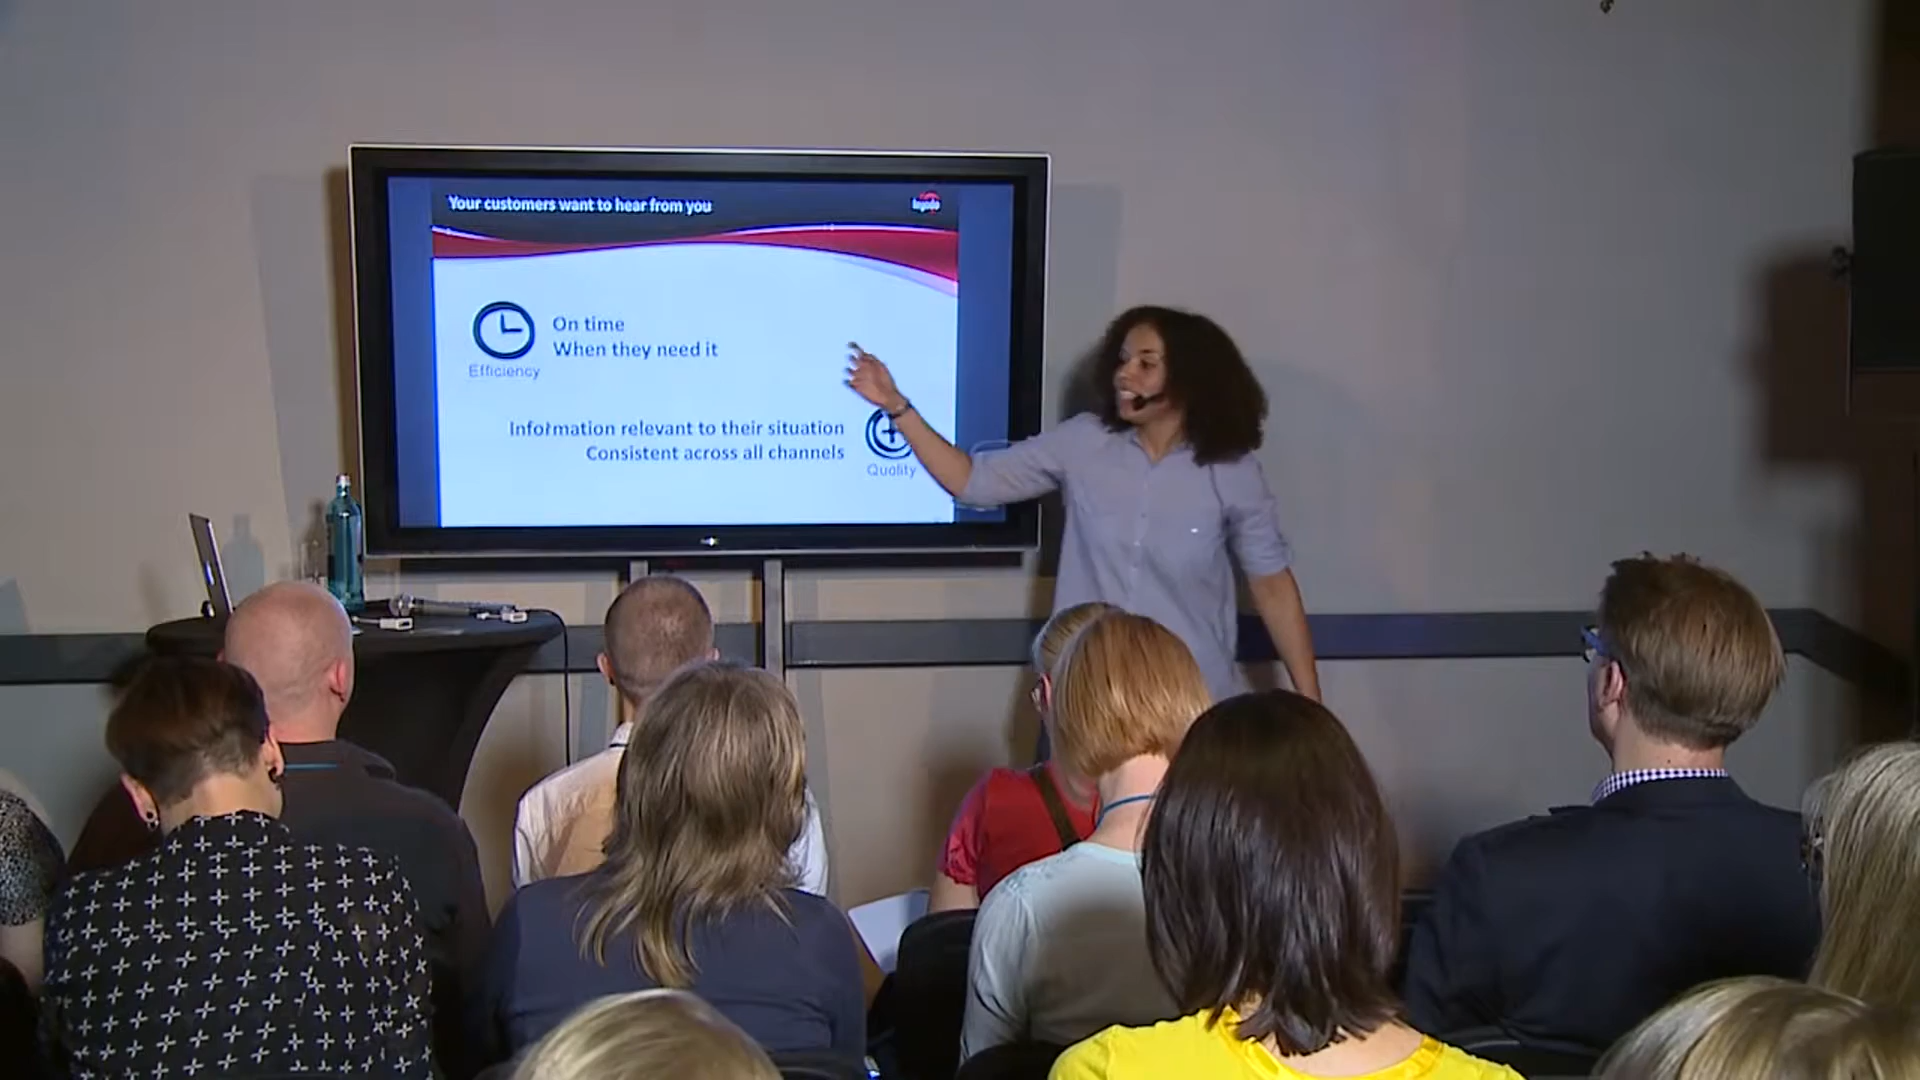 Your customers want to hear from you
On time
When they need it
Efficiency
Information relevant to their situation
Consistent across all channels
Quality